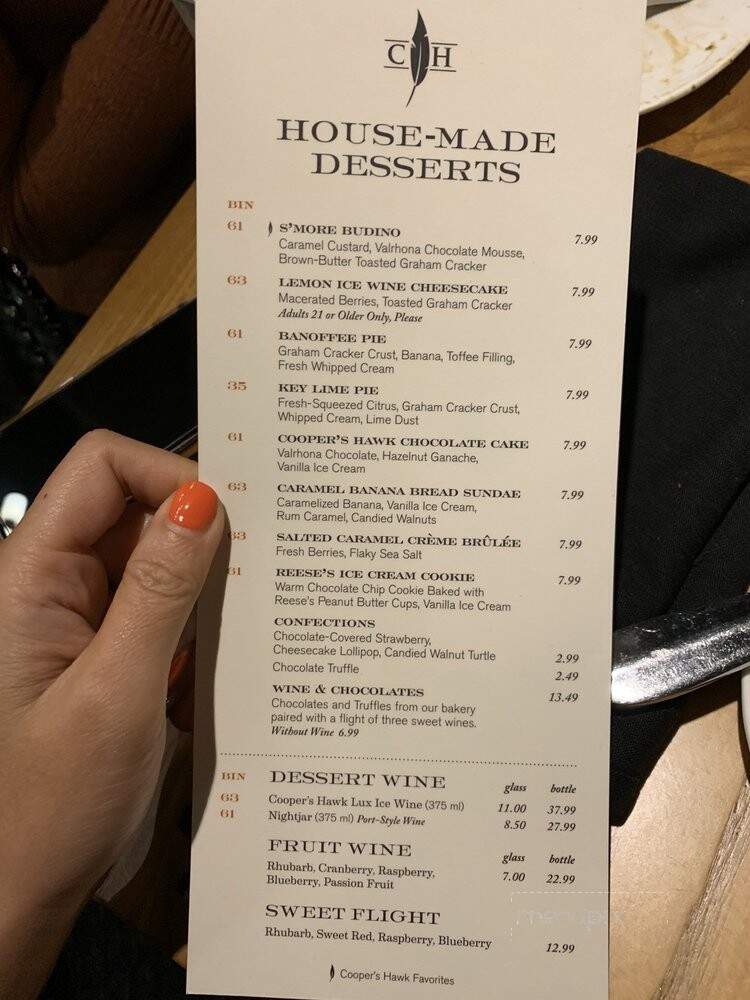 C H
HOUSE-MADE
DESSERTS
BIN
61 S'MORE BUDINO 7.99
Caramel Custard, Valrhona Chocolate Mousse,
Brown-Butter Toasted Graham Cracker
63 LEMON ICE WINE CHEESECAKE 7.99
Macerated Berries, Toasted Graham Cracker
Adults 21 or Older Only, Please
61 BANOFFEE PIE 7.99
Graham Cracker Crust, Banana, Toffee Filling,
Fresh Whipped Cream
35 KEY LIME PIE 7.99
Fresh-Squeezed Citrus, Graham Cracker Crust,
Whipped Cream, Lime Dust
61 COOPER'S HAWK CHOCOLATE CAKE 7.99
Valrhona Chocolate, Hazelnut Ganache,
Vanilla Ice Cream
63 CARAMEL BANANA BREAD SUNDAE 7.99
Caramelized Banana, Vanilla Ice Cream,
Rum Caramel, Candied Walnuts
63 SALTED CARAMEL CRÈME BRÛLÉE 7.99
Fresh Berries, Flaky Sea Salt
61 REESE'S ICE CREAM COOKIE 7.99
Warm Chocolate Chip Cookie Baked with
Reese's Peanut Butter Cups, Vanilla Ice Cream
CONFECTIONS
Chocolate-Covered Strawberry,
Cheesecake Lollipop, Candied Walnut Turtle 2.99
Chocolate Truffle 2.49
WINE & CHOCOLATES 13.49
Chocolates and Truffles from our bakery
paired with a flight of three sweet wines.
Without Wine 6.99
BIN DESSERT WINE glass bottle
63 Cooper's Hawk Lux Ice Wine (375 ml) 11.00 37.99
61 Nightjar (375 ml) Port-Style Wine 8.50 27.99
FRUIT WINE glass bottle
Rhubarb, Cranberry, Raspberry, 7.00 22.99
Blueberry, Passion Fruit
SWEET FLIGHT
Rhubarb, Sweet Red, Raspberry, Blueberry 12.99
Cooper's Hawk Favorites